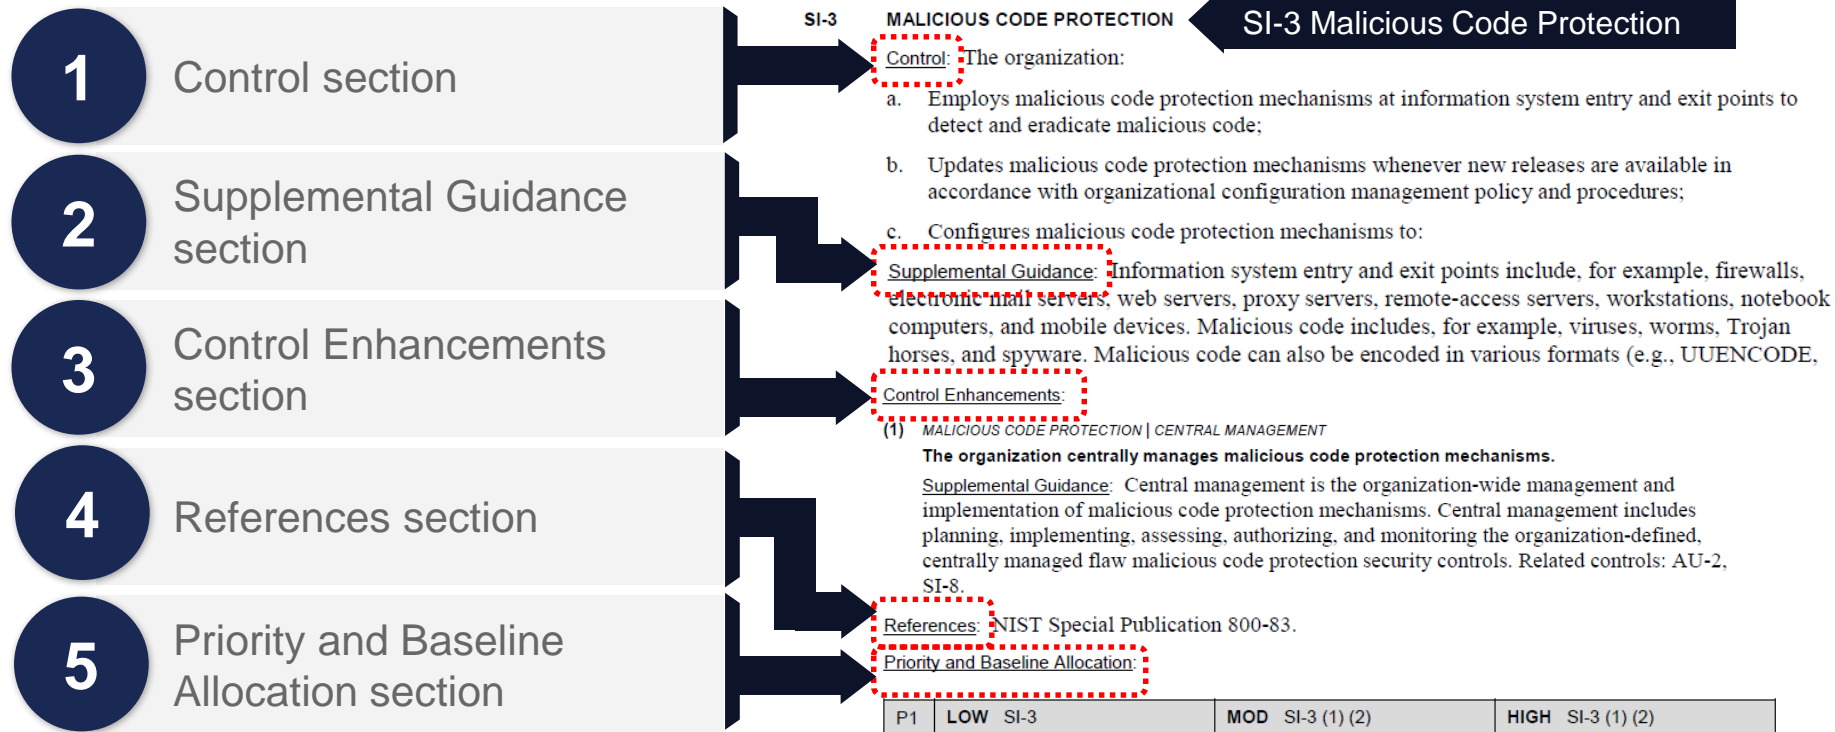 1
Control section
2
Supplemental Guidance
section
3
Control Enhancements
section
4
References section
5
Priority and Baseline
Allocation section
SI-3 MALICIOUS CODE PROTECTION
SI-3 Malicious Code Protection
Control: The organization:
a. Employs malicious code protection mechanisms at information system entry and exit points to
detect and eradicate malicious code;
b. Updates malicious code protection mechanisms whenever new releases are available in
accordance with organizational configuration management policy and procedures;
c. Configures malicious code protection mechanisms to:
Supplemental Guidance: Information system entry and exit points include, for example, firewalls,
electronic mail servers, web servers, proxy servers, remote-access servers, workstations, notebook
computers, and mobile devices. Malicious code includes, for example, viruses, worms, Trojan
horses, and spyware. Malicious code can also be encoded in various formats (e.g., UUENCODE,
Control Enhancements:
(1) MALICIOUS CODE PROTECTION | CENTRAL MANAGEMENT
The organization centrally manages malicious code protection mechanisms.
Supplemental Guidance: Central management is the organization-wide management and
implementation of malicious code protection mechanisms. Central management includes
planning, implementing, assessing, authorizing, and monitoring the organization-defined,
centrally managed flaw malicious code protection security controls. Related controls: AU-2,
SI-8.
References: NIST Special Publication 800-83.
Priority and Baseline Allocation:
P1 LOW SI-3 MOD SI-3 (1) (2) HIGH SI-3 (1) (2)